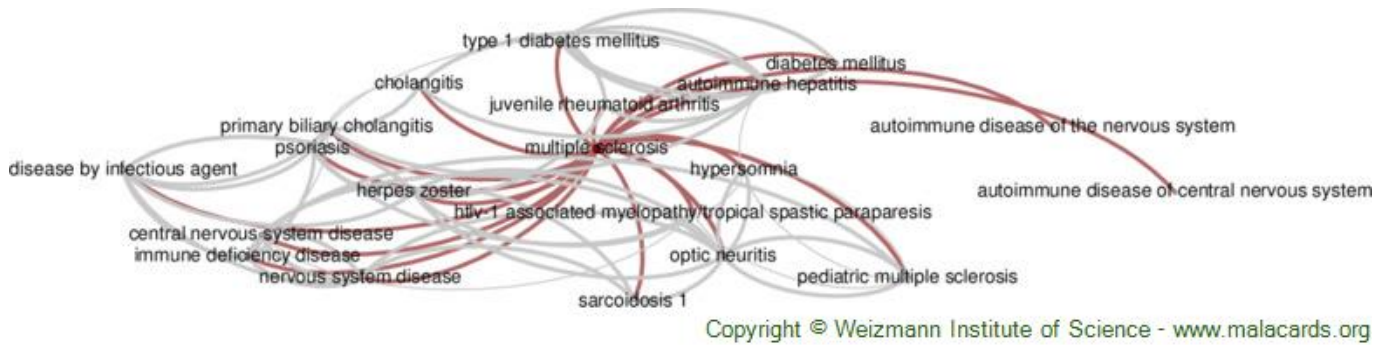 type 1 diabetes mellitus
diabetes mellitus
cholangitis
autoimmune hepatitis
juvenile rheumatoid arthritis
primary biliary cholangitis
autoimmune disease of the nervous system
psoriasis
multiple sclerosis
disease by infectious agent
hypersomnia
herpes zoster
autoimmune disease of central nervous system
htlv-1 associated myelopathy/tropical spastic paraparesis
central nervous system disease
immune deficiency disease
optic neuritis
nervous system disease
pediatric multiple sclerosis
sarcoidosis 1
Copyright © Weizmann Institute of Science - www.malacards.org